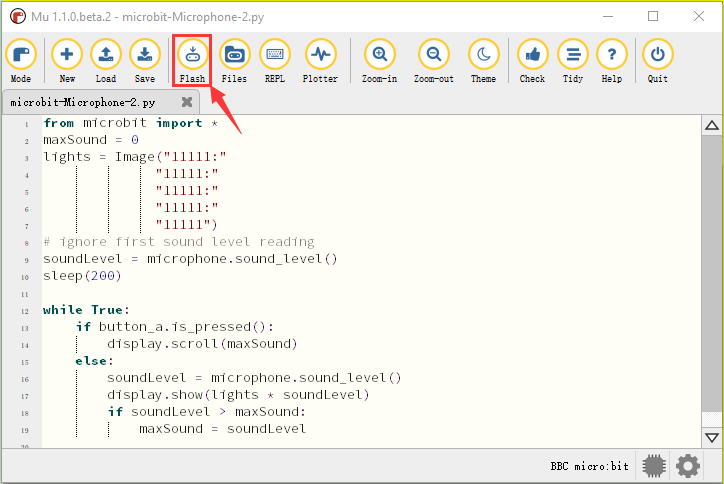 Mu 1.1.0.beta.2 - microbit-Microphone-2.py
Mode New Load Save Flash Files REPL Plotter Zoom-in Zoom-out Theme Check Tidy Help Quit
microbit-Microphone-2.py
1 from microbit import *
2 maxSound = 0
3 lights = Image("11111:"
4 "11111:"
5 "11111:"
6 "11111:"
7 "11111")
8 # ignore first sound level reading
9 soundLevel = microphone.sound_level()
10 sleep(200)
11
12 while True:
13 if button_a.is_pressed():
14 display.scroll(maxSound)
15 else:
16 soundLevel = microphone.sound_level()
17 display.show(lights * soundLevel)
18 if soundLevel > maxSound:
19 maxSound = soundLevel
20
BBC micro:bit